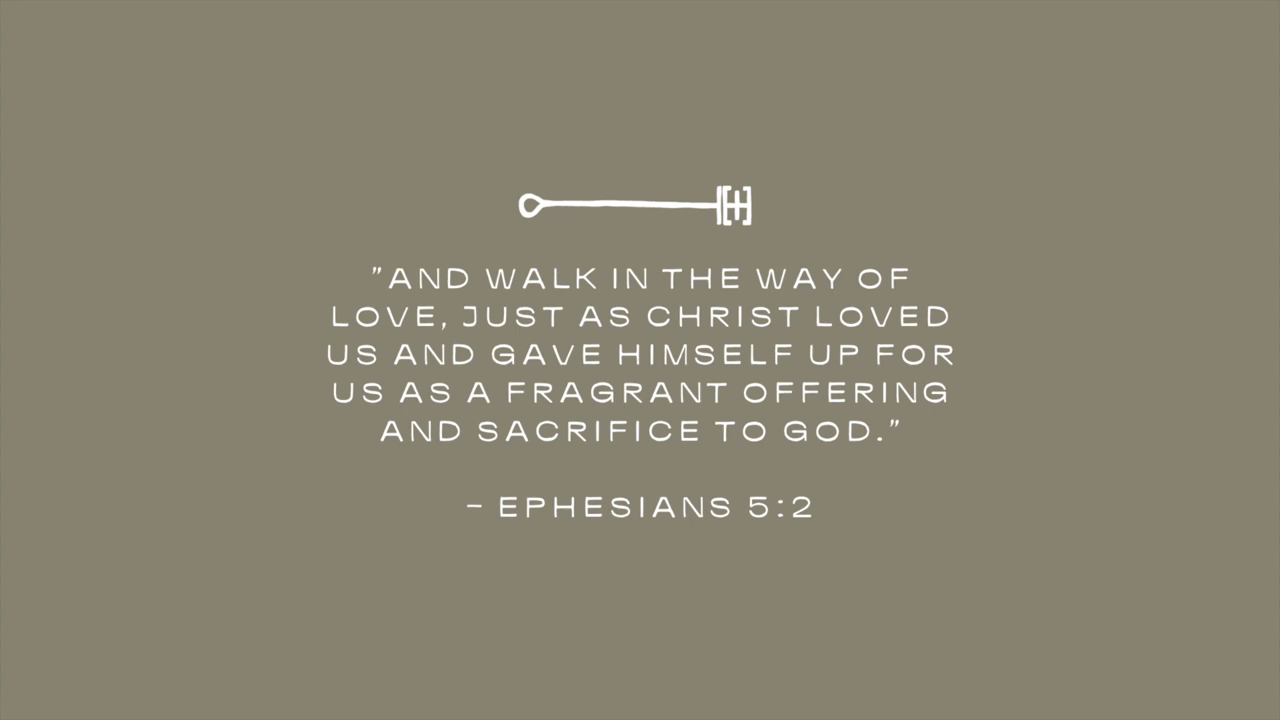 "AND WALK IN THE WAY OF
LOVE, JUST AS CHRIST LOVED
US AND GAVE HIMSELF UP FOR
US AS A FRAGRANT OFFERING
AND SACRIFICE TO GOD."
- EPHESIANS 5:2